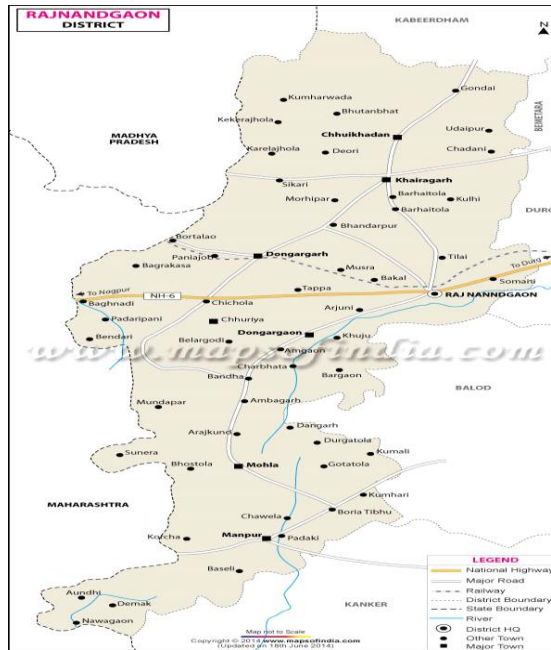 RAJNANDGAON
DISTRICT
KABEERDHAM
N
Gondai
Kumharwada
Bhutanbhat
Kekerajhola
BEMETARA
MADHYA
PRADESH
Chhuikhadan
Udaipur
Karelajhola
Deori
Chadani
Khairagarh
Sikari
Morhipar
Barhaitola
Kulhi
Barhaitola
DURG
Bhandarpur
Bortalao
Paniajob
Dongargarh
Tilai
To Durg
Bagrakasa
Musra
Bakal
Somani
To Nagpur
NH-6
Tappa
RAJ NANNDGAON
Baghnadi
Chichola
Arjuni
Padaripani
Chhuriya
Dongargaon
Bendari
Belargodi
Khuju
Amgaon
www.mapsofindia.com
Charbhata
Bargaon
Bandha
BALOD
Mundapar
Ambagarh
Dangarh
Arajkund
Durgatola
Sunera
Kumali
Bhostola
Mohla
Gotatola
MAHARASHTRA
Kumhari
Chawela
Boria Tibhu
Korcha
Manpur
Padaki
Baseli
LEGEND
National Highway
Major Road
Railway
District Boundary
State Boundary
River
District HQ
Other Town
Major Town
Aundhi
Demak
KANKER
Nawagaon
Map not to Scale
Copyright © 2014 www.mapsofindia.com
(Updated on 18th June 2014)